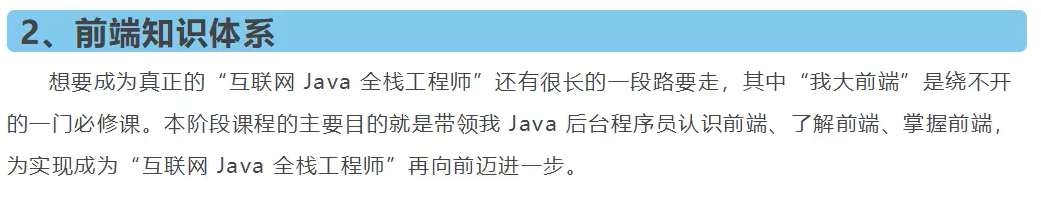 2、前端知识体系
想要成为真正的“互联网 Java 全栈工程师”还有很长的一段路要走，其中“我大前端”是绕不开
的一门必修课。本阶段课程的主要目的就是带领我 Java 后台程序员认识前端、了解前端、掌握前端，
为实现成为“互联网 Java 全栈工程师”再向前迈进一步。